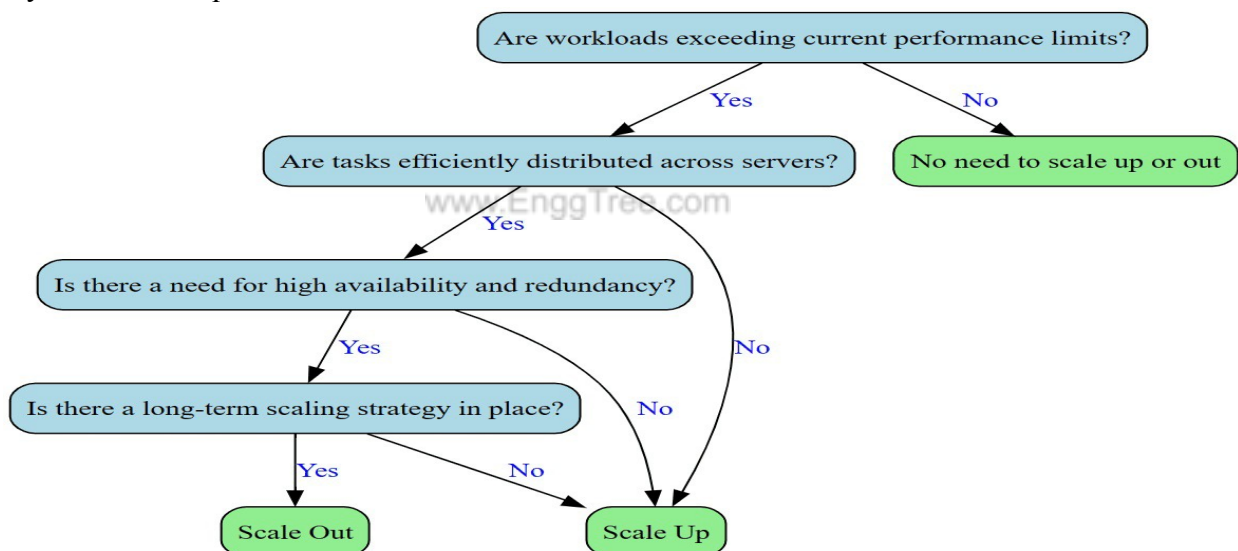 Are workloads exceeding current performance limits?
Yes
No
Are tasks efficiently distributed across servers?
No need to scale up or out
www.EnggTree.com
Yes
Is there a need for high availability and redundancy?
Yes
No
Is there a long-term scaling strategy in place?
No
Yes
No
Scale Out
Scale Up